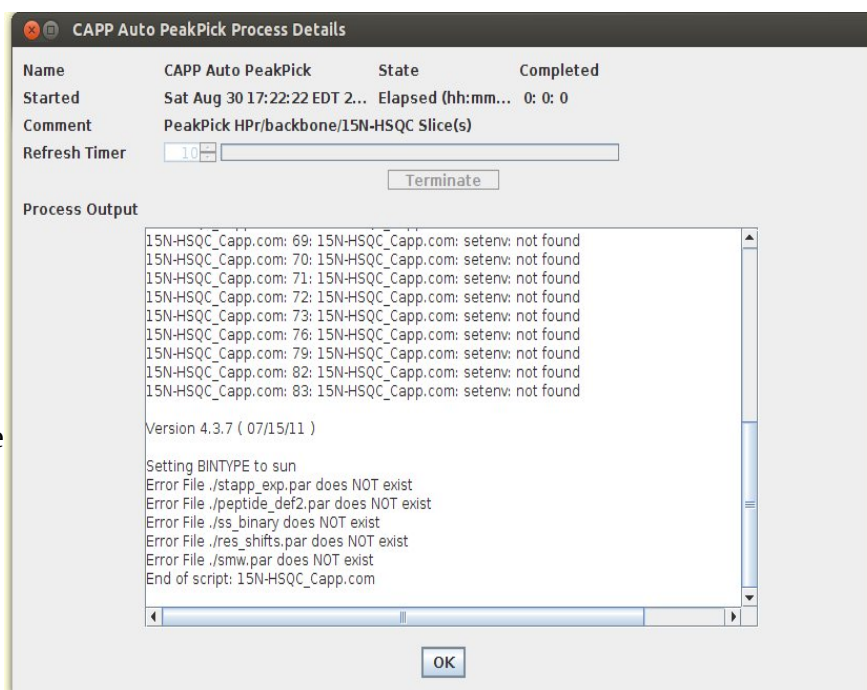 CAPP Auto PeakPick Process Details
Name CAPP Auto PeakPick State Completed
Started Sat Aug 30 17:22:22 EDT 2... Elapsed (hh:mm... 0: 0: 0
Comment PeakPick HPr/backbone/15N-HSQC Slice(s)
Refresh Timer 10
Terminate
Process Output
15N-HSQC_Capp.com: 69: 15N-HSQC_Capp.com: setenv: not found
15N-HSQC_Capp.com: 70: 15N-HSQC_Capp.com: setenv: not found
15N-HSQC_Capp.com: 71: 15N-HSQC_Capp.com: setenv: not found
15N-HSQC_Capp.com: 72: 15N-HSQC_Capp.com: setenv: not found
15N-HSQC_Capp.com: 73: 15N-HSQC_Capp.com: setenv: not found
15N-HSQC_Capp.com: 76: 15N-HSQC_Capp.com: setenv: not found
15N-HSQC_Capp.com: 79: 15N-HSQC_Capp.com: setenv: not found
15N-HSQC_Capp.com: 82: 15N-HSQC_Capp.com: setenv: not found
15N-HSQC_Capp.com: 83: 15N-HSQC_Capp.com: setenv: not found
Version 4.3.7 ( 07/15/11 )
e
Setting BINTYPE to sun
Error File ./stapp_exp.par does NOT exist
Error File ./peptide_def2.par does NOT exist
Error File ./ss_binary does NOT exist
Error File ./res_shifts.par does NOT exist
Error File ./smw.par does NOT exist
End of script: 15N-HSQC_Capp.com
OK